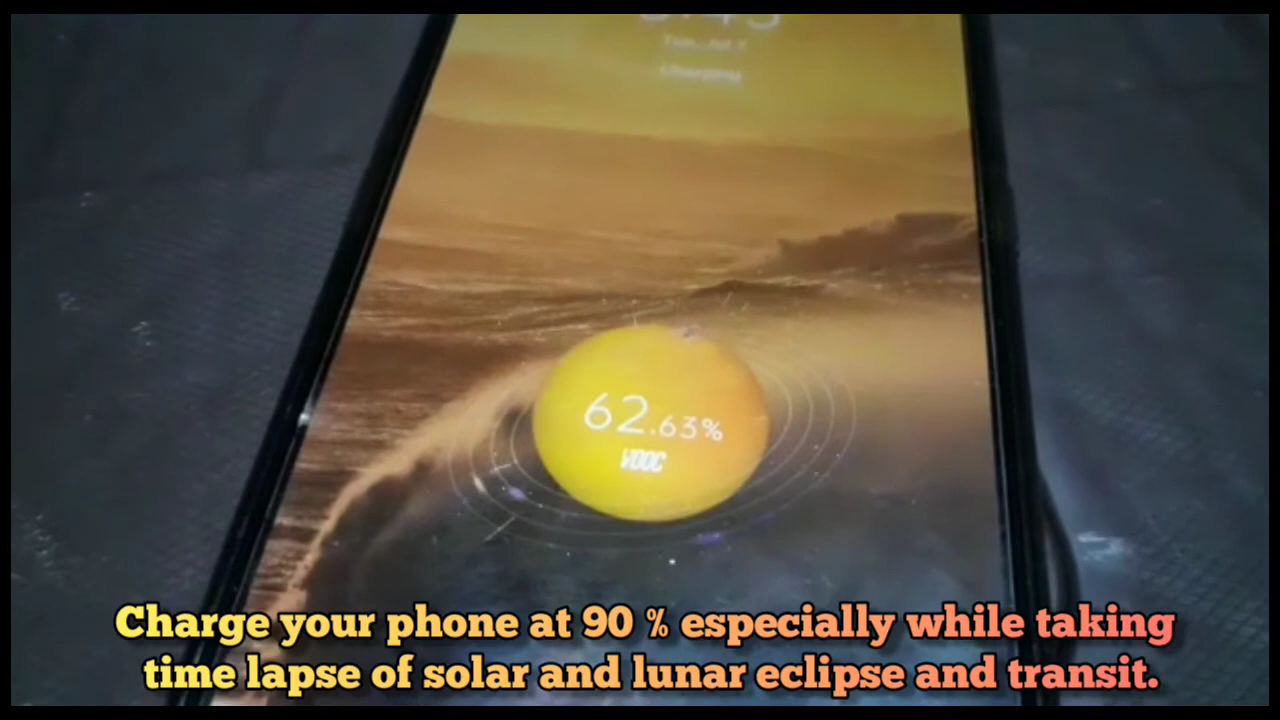 Charging
62.63%
VOOC
Charge your phone at 90 % especially while taking
time lapse of solar and lunar eclipse and transit.